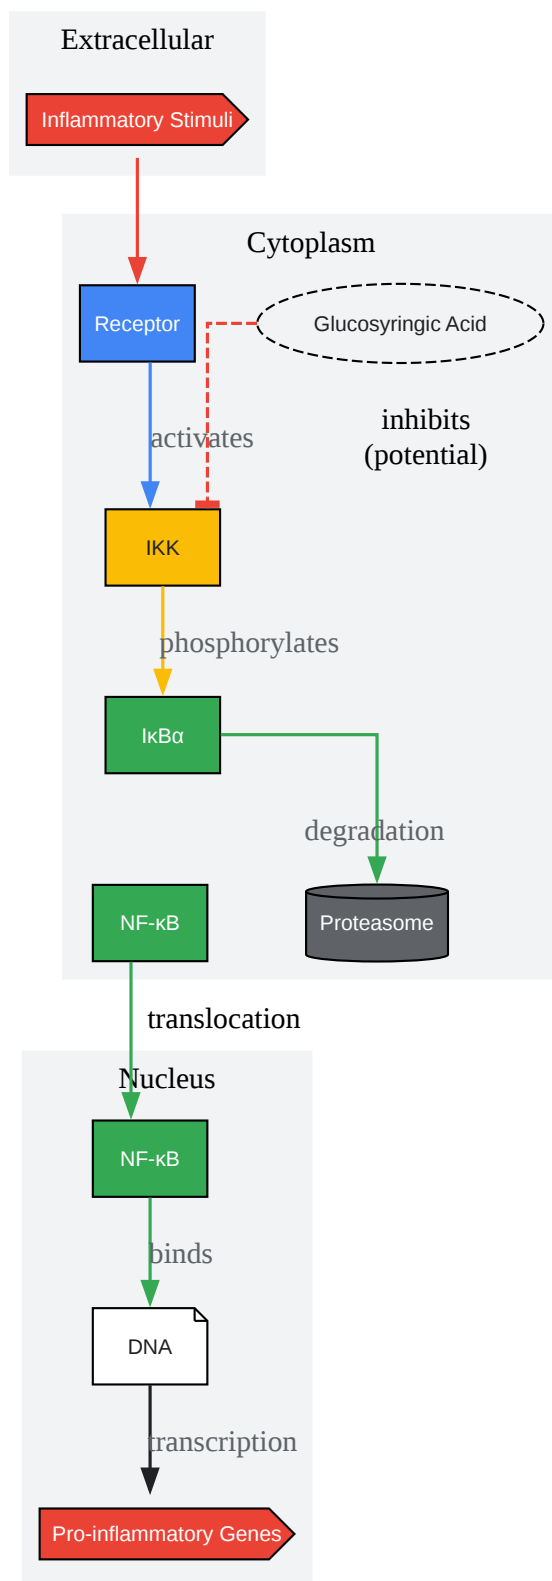 Extracellular
Inflammatory Stimuli
Cytoplasm
Receptor
Glucosyringic Acid
inhibits
(potential)
activates
IKK
phosphorylates
IκBα
degradation
NF-κB
Proteasome
translocation
Nucleus
NF-κB
binds
DNA
transcription
Pro-inflammatory Genes